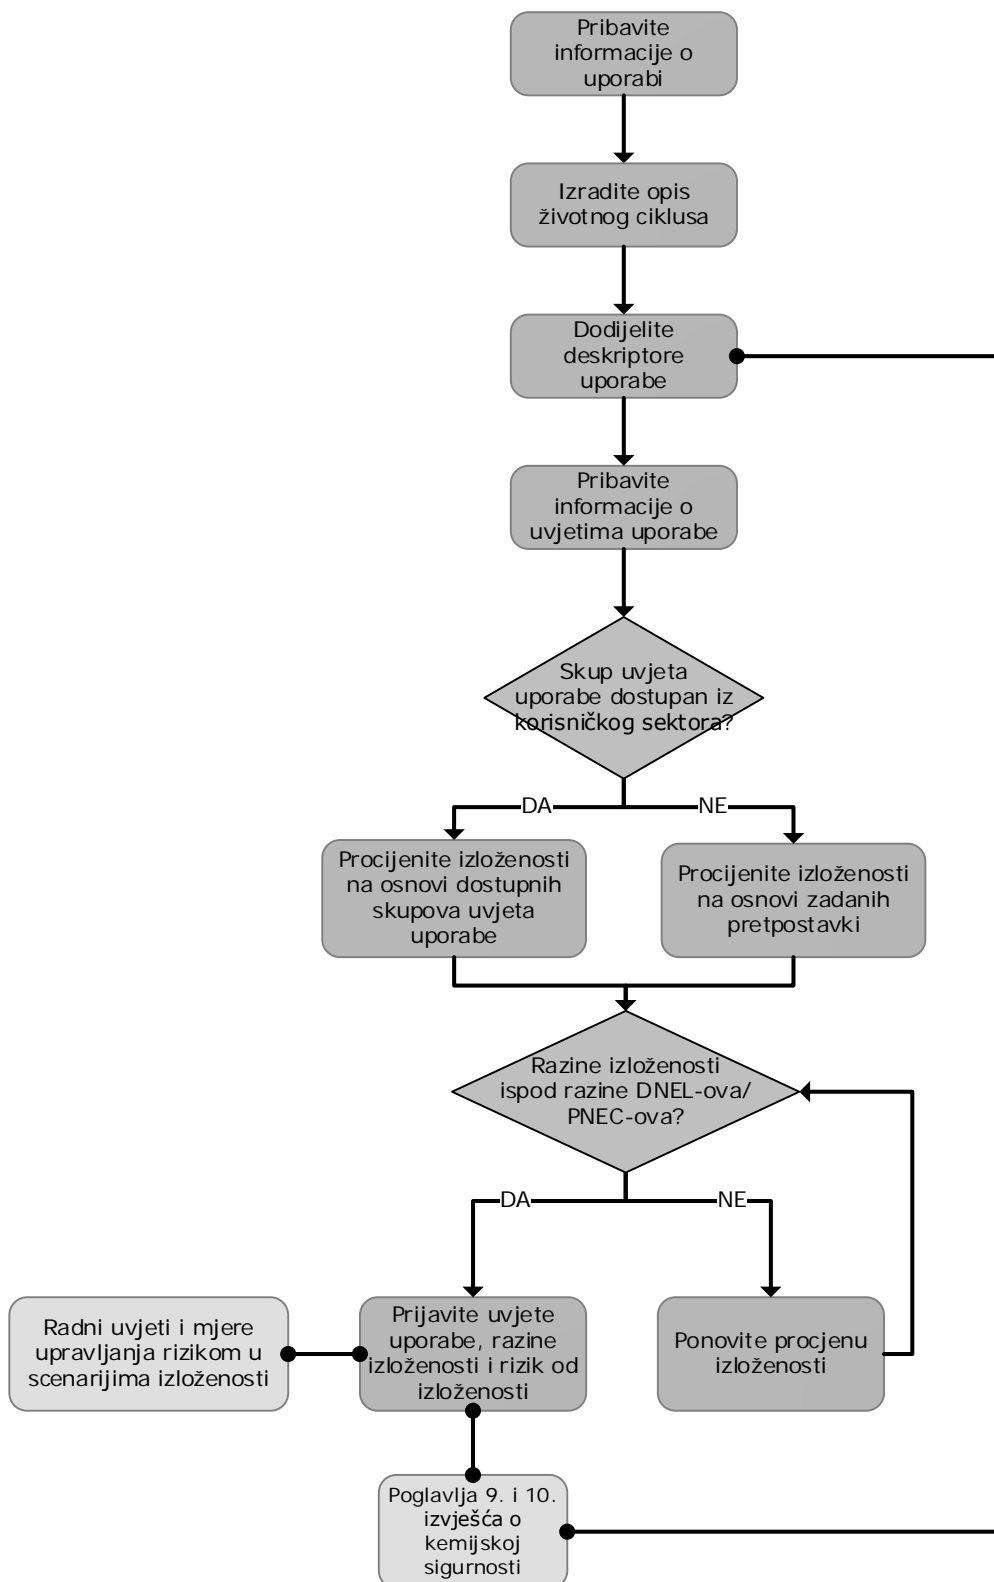 Pribavite
informacije o
uporabi
Izradite opis
životnog ciklusa
Dodijelite
deskriptore
uporabe
Pribavite
informacije o
uvjetima uporabe
Skup uvjeta
uporabe dostupan iz
korisničkog sektora?
DA
NE
Procijenite izloženosti
na osnovi dostupnih
skupova uvjeta
uporabe
Procijenite izloženosti
na osnovi zadanih
pretpostavki
Razine izloženosti
ispod razine DNEL-ova/
PNEC-ova?
DA
NE
Radni uvjeti i mjere
upravljanja rizikom u
scenarijima izloženosti
Prijavite uvjete
uporabe, razine
izloženosti i rizik od
izloženosti
Ponovite procjenu
izloženosti
Poglavlja 9. i 10.
izvješća o
kemijskoj
sigurnosti